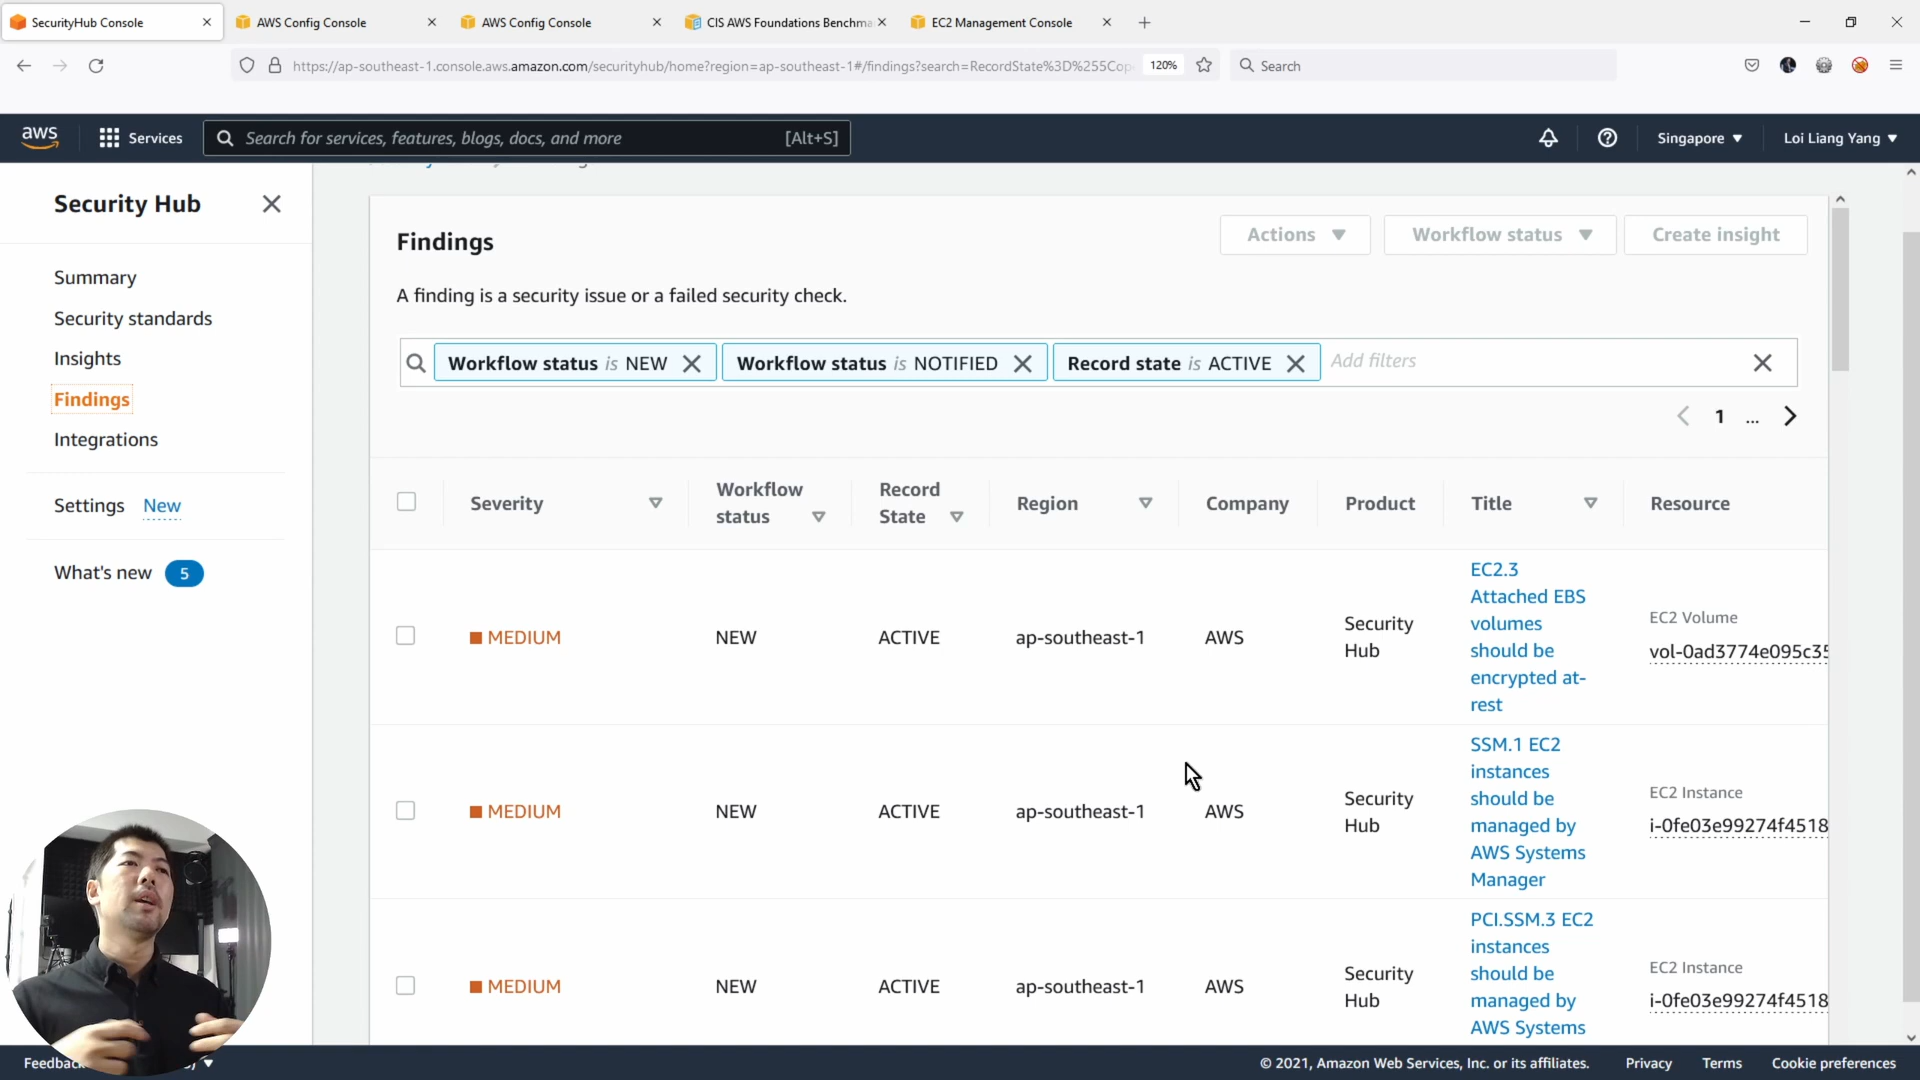 SecurityHub Console
AWS Config Console
AWS Config Console
CIS AWS Foundations Benchma
EC2 Management Console
https://ap-southeast-1.console.aws.amazon.com/securityhub/home?region=ap-southeast-1#/findings?search=RecordState%3D%255Cop
120%
Search
aws
Services
Search for services, features, blogs, docs, and more
[Alt+S]
Singapore
Loi Liang Yang
Security Hub
Summary
Security standards
Insights
Findings
Integrations
Settings New
What's new 5
Findings
Actions
Workflow status
Create insight
A finding is a security issue or a failed security check.
Workflow status is NEW
Workflow status is NOTIFIED
Record state is ACTIVE
Add filters
1 ...
Severity
Workflow
status
Record
State
Region
Company
Product
Title
Resource
MEDIUM
NEW
ACTIVE
ap-southeast-1
AWS
Security
Hub
EC2.3
Attached EBS
volumes
should be
encrypted at-
rest
EC2 Volume
vol-0ad3774e095c35
MEDIUM
NEW
ACTIVE
ap-southeast-1
AWS
Security
Hub
SSM.1 EC2
instances
should be
managed by
AWS Systems
Manager
EC2 Instance
i-0fe03e99274f4518
MEDIUM
NEW
ACTIVE
ap-southeast-1
AWS
Security
Hub
PCI.SSM.3 EC2
instances
should be
managed by
AWS Systems
EC2 Instance
i-0fe03e99274f4518
Feedback
© 2021, Amazon Web Services, Inc. or its affiliates.
Privacy
Terms
Cookie preferences